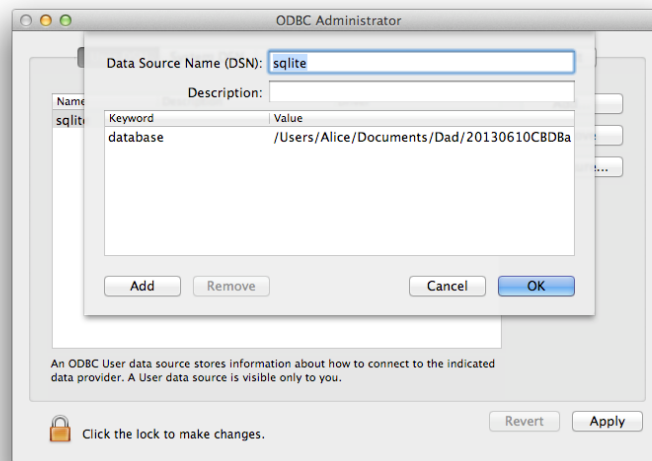 ODBC Administrator
Data Source Name (DSN): sqlite
Description:
Name
Keyword Value
database /Users/Alice/Documents/Dad/20130610CBDBa
Add Remove Cancel OK
An ODBC User data source stores information about how to connect to the indicated
data provider. A User data source is visible only to you.
Click the lock to make changes.
Revert Apply